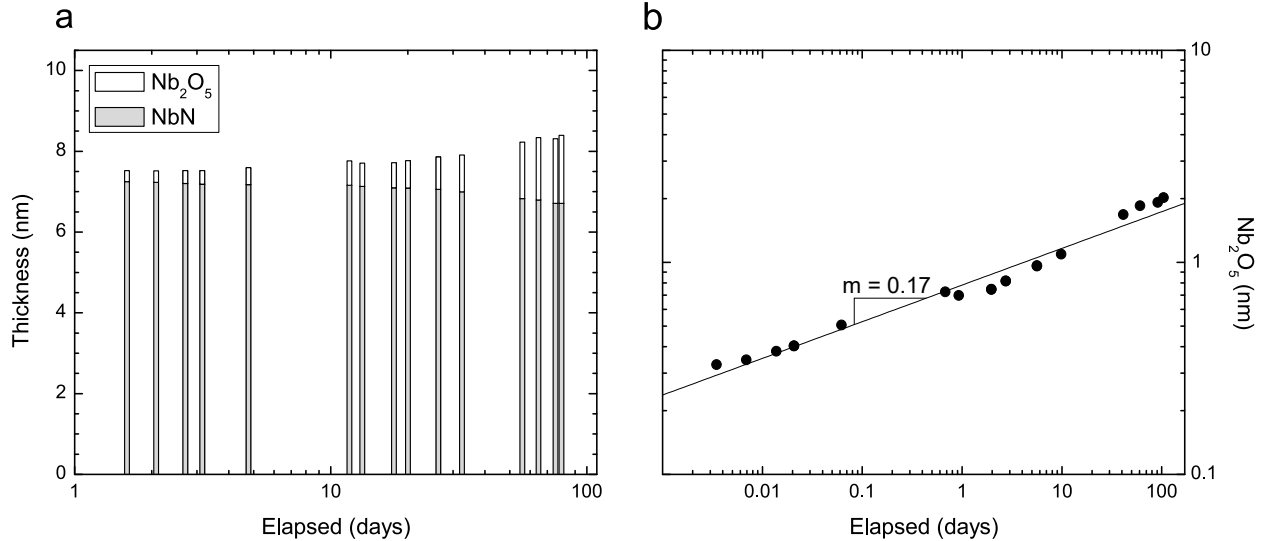 a
10
8
6
4
2
0
Thickness (nm)
Nb₂O₅
NbN
1
10
100
Elapsed (days)
b
m = 0.17
10
1
0.1
Nb₂O₅ (nm)
0.01
0.1
1
10
100
Elapsed (days)